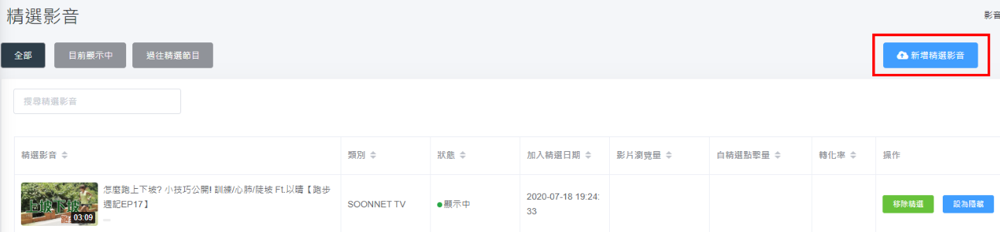 精選影音
影音
全部
目前顯示中
過往精選節目
新增精選影音
搜尋精選影音
精選影音
類別
狀態
加入精選日期
影片瀏覽量
自精選點擊量
轉化率
操作
上坡下坡
03:09
怎麼跑上下坡? 小技巧公開! 訓練/心肺/陡坡 Ft.以晴【跑步
週記EP17】
SOONNET TV
顯示中
2020-07-18 19:24:
33
移除精選
設為隱藏